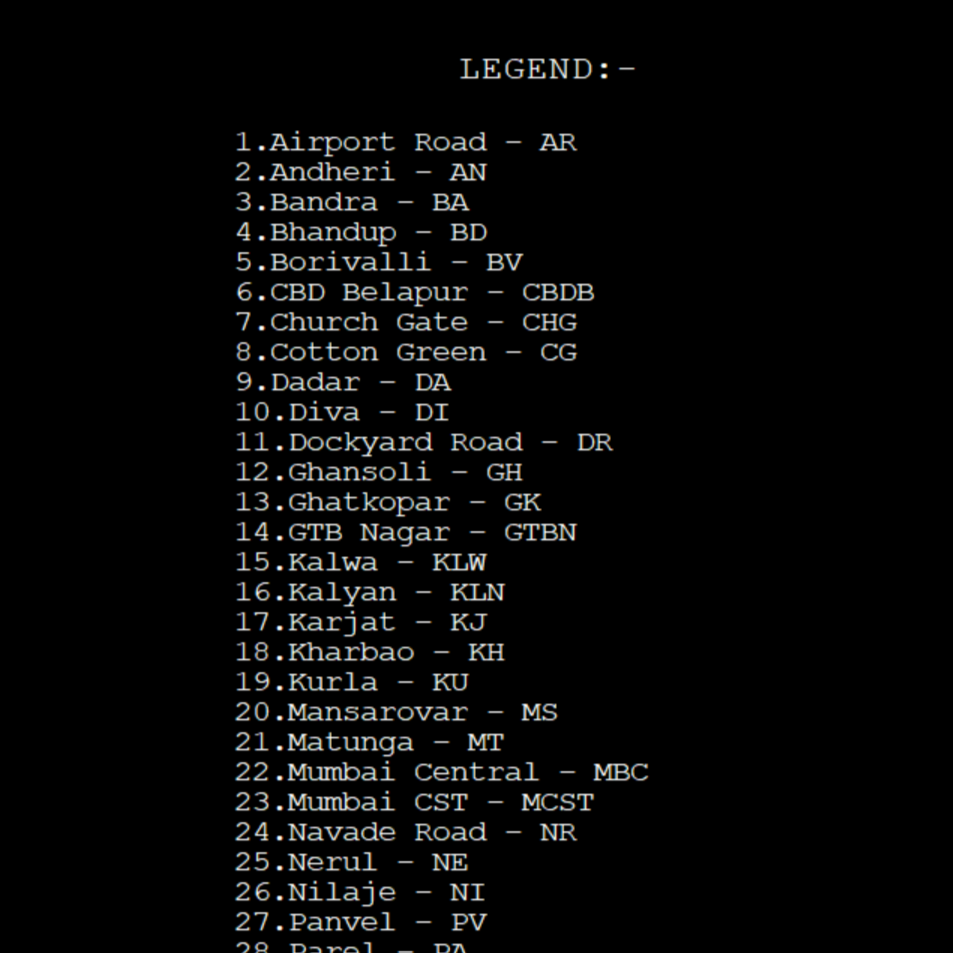 LEGEND:-
1.Airport Road - AR
2.Andheri - AN
3.Bandra - BA
4.Bhandup - BD
5.Borivalli - BV
6.CBD Belapur - CBDB
7.Church Gate - CHG
8.Cotton Green - CG
9.Dadar - DA
10.Diva - DI
11.Dockyard Road - DR
12.Ghansoli - GH
13.Ghatkopar - GK
14.GTB Nagar - GTBN
15.Kalwa - KLW
16.Kalyan - KLN
17.Karjat - KJ
18.Kharbao - KH
19.Kurla - KU
20.Mansarovar - MS
21.Matunga - MT
22.Mumbai Central - MBC
23.Mumbai CST - MCST
24.Navade Road - NR
25.Nerul - NE
26.Nilaje - NI
27.Panvel - PV
28.Parel - PA